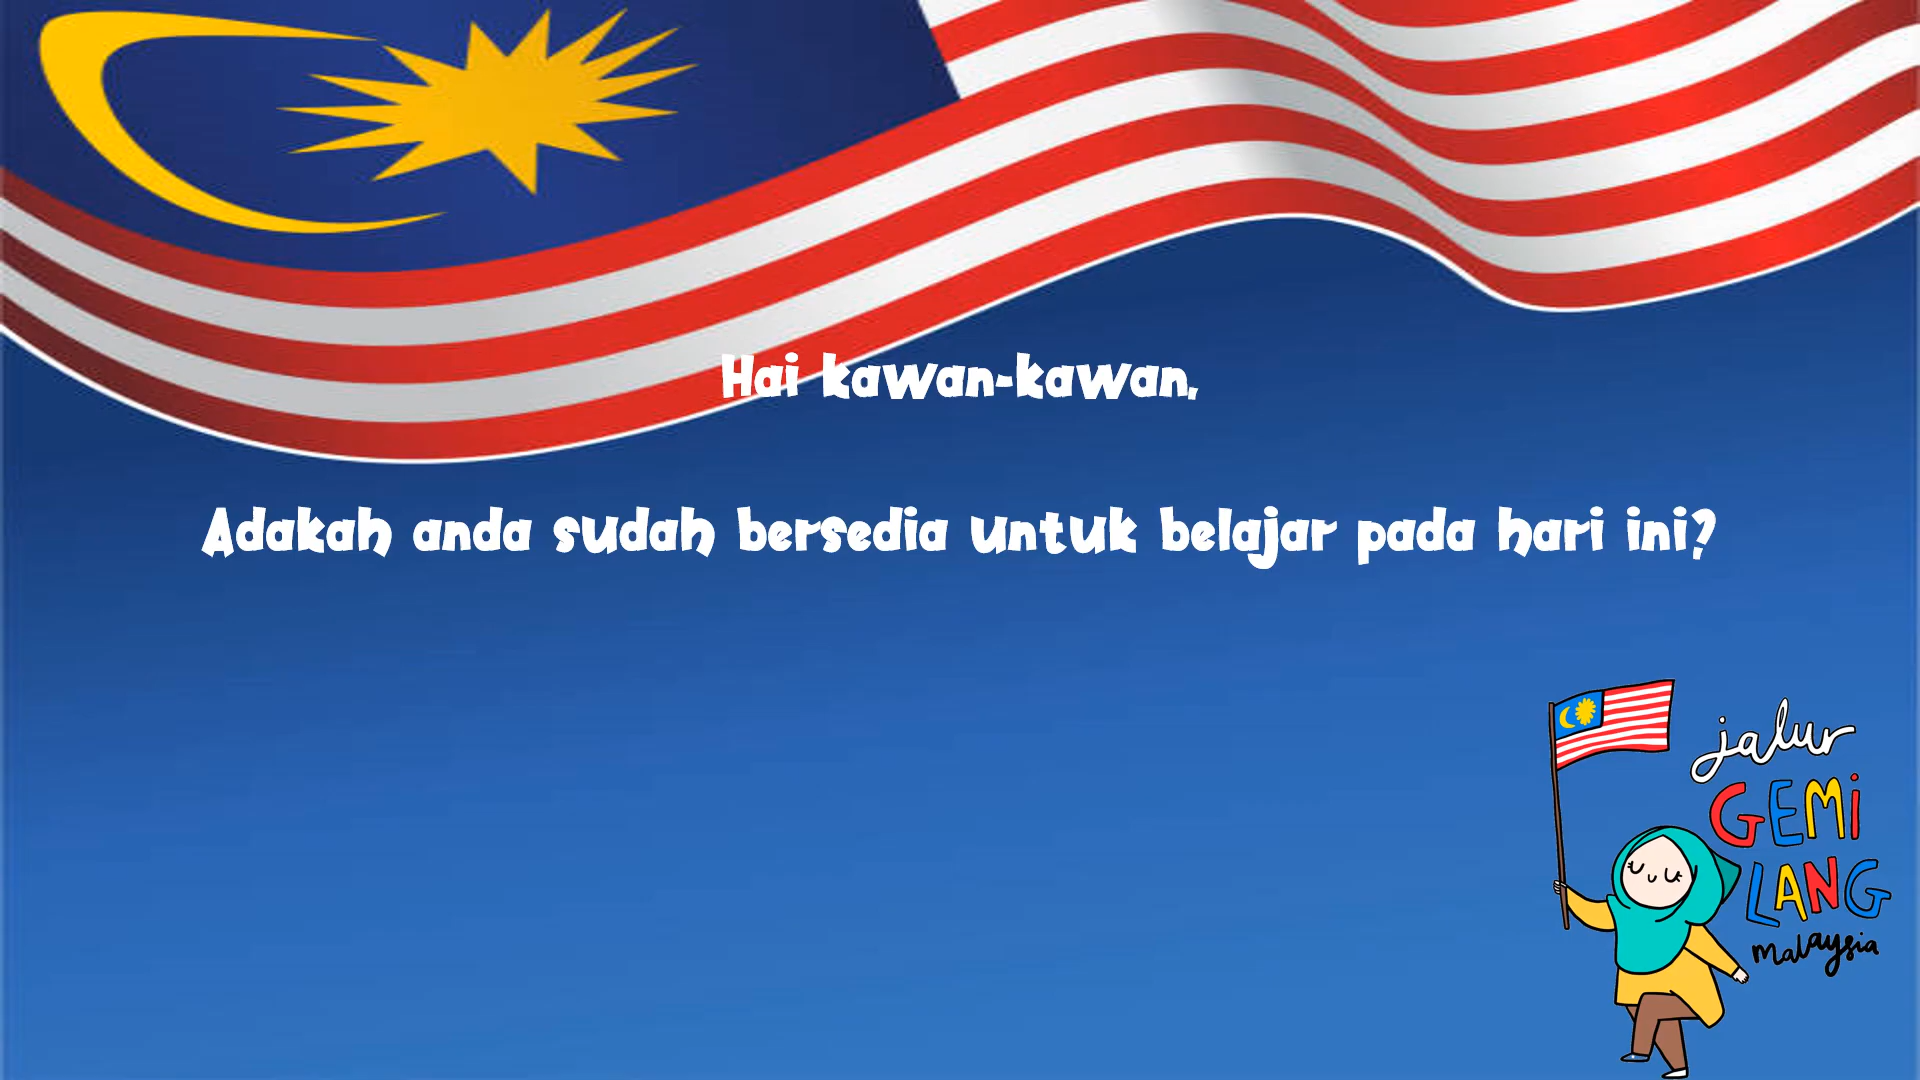 Hai kawan-kawan,
Adakah anda sudah bersedia untuk belajar pada hari ini?
jalur
GEMI
LANG
malaysia